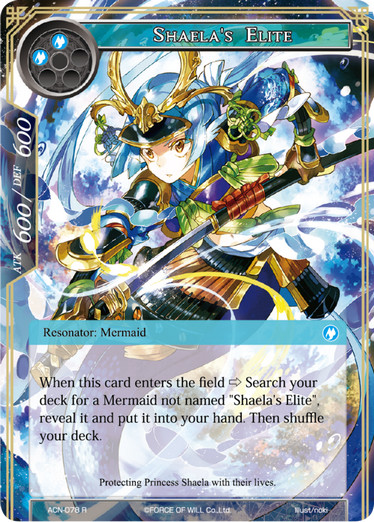 Shaela's Elite
ATK 600 / DEF 600
Resonator: Mermaid
When this card enters the field ⇨ Search your
deck for a Mermaid not named "Shaela's Elite",
reveal it and put it into your hand. Then shuffle
your deck.
Protecting Princess Shaela with their lives.
ACN-078 R
©FORCE OF WILL Co.,Ltd.
Illust/noki